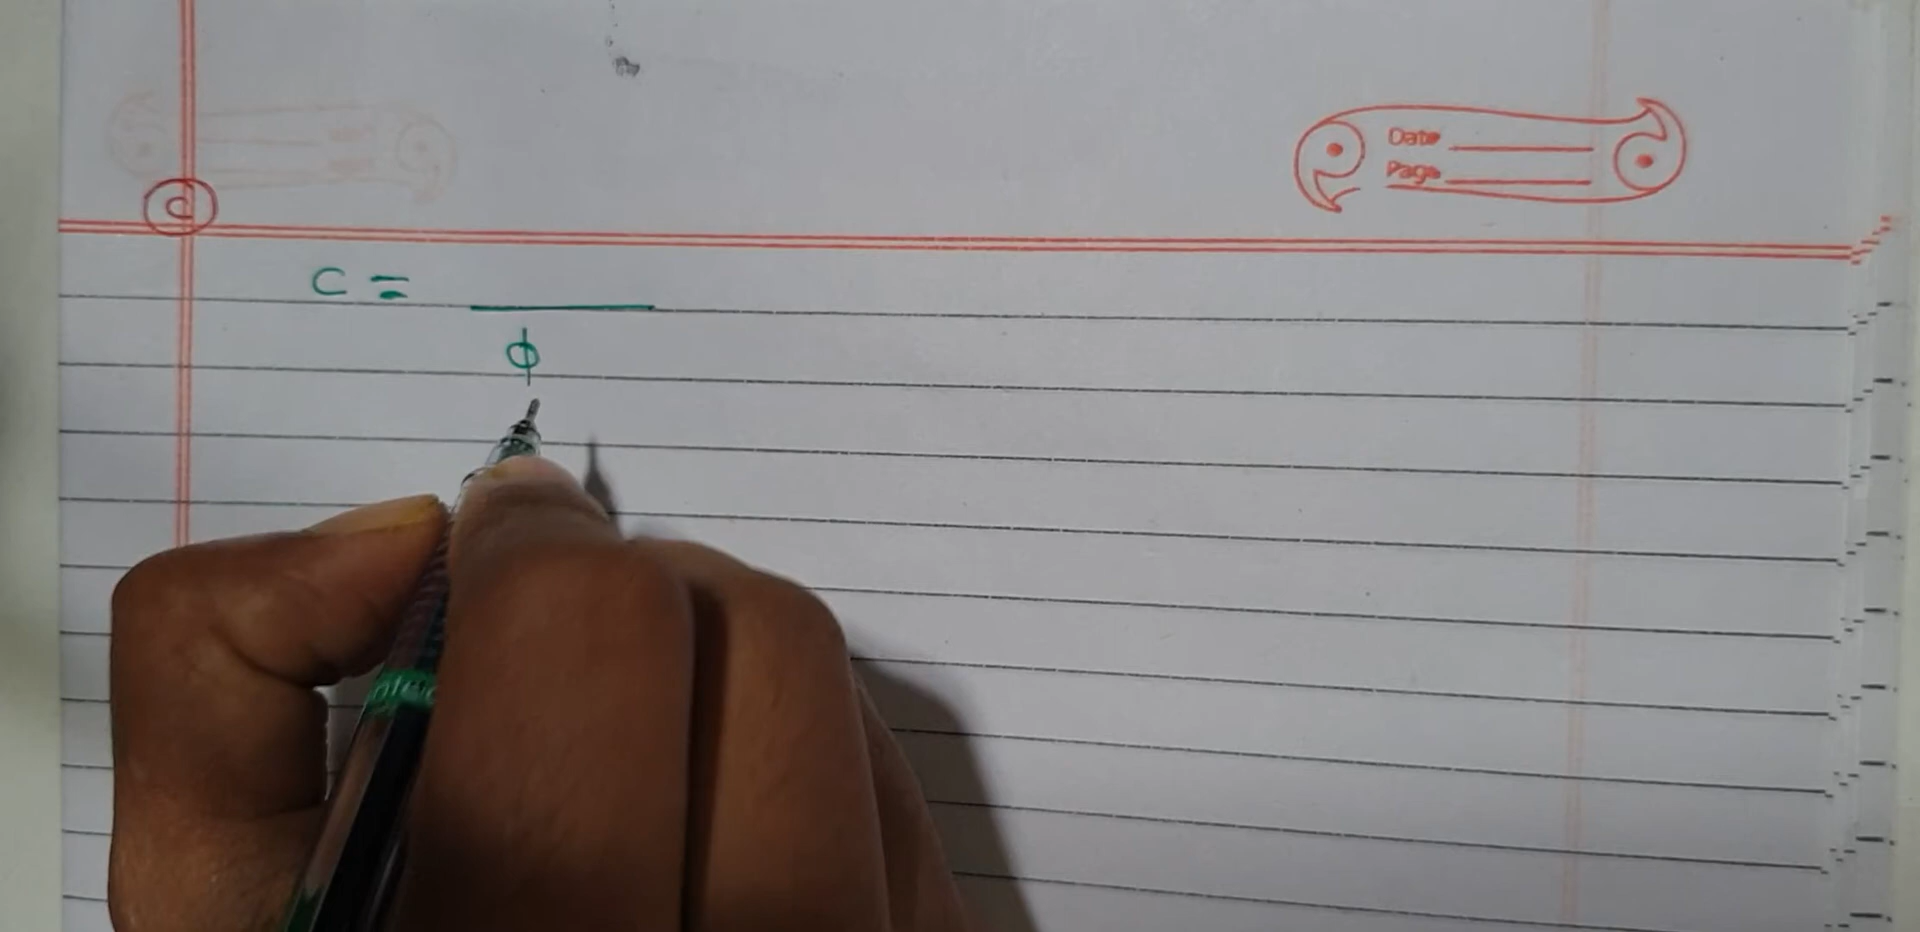 Date
Page
C
C =
ϕ